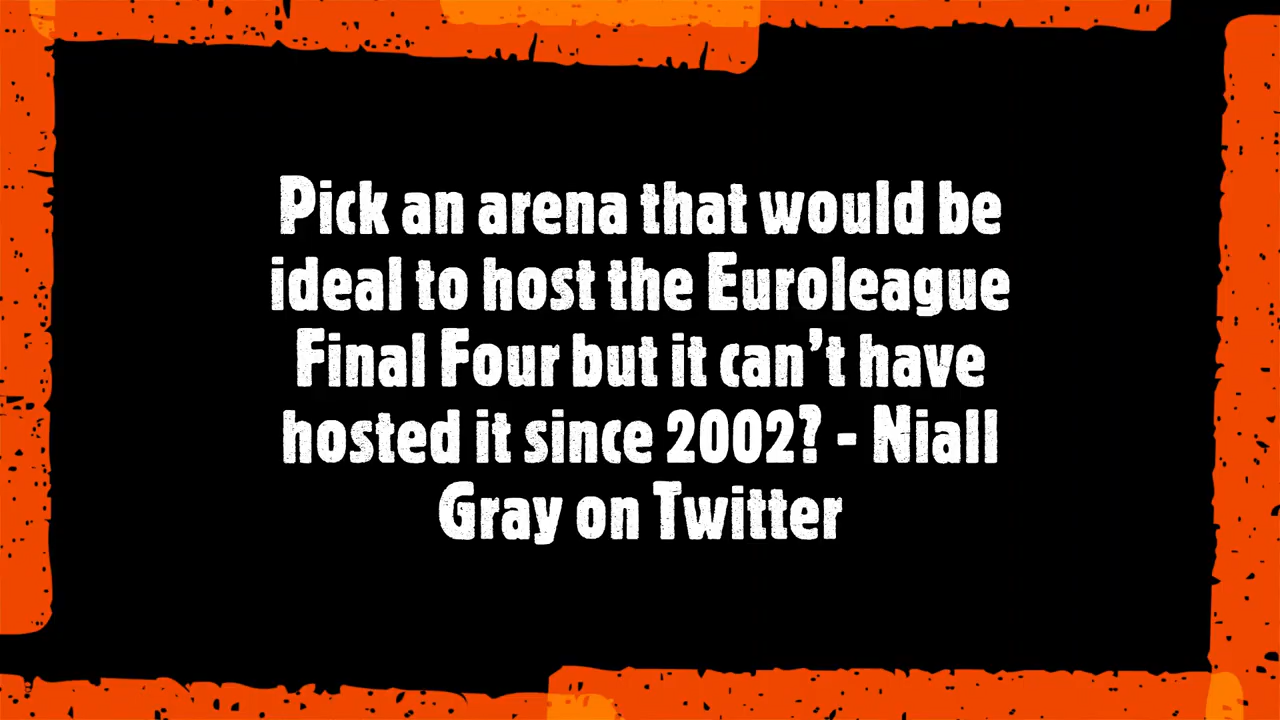 Pick an arena that would be
ideal to host the Euroleague
Final Four but it can't have
hosted it since 2002? - Niall
Gray on Twitter